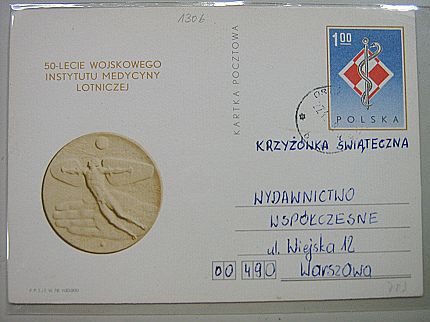 1306
50-LECIE WOJSKOWEGO
INSTYTUTU MEDYCYNY
LOTNICZEJ
KARTKA POCZTOWA
1.00
POLSKA
KRZYŻÓWKA ŚWIĄTECZNA
WYDAWNICTWO
WSPÓŁCZESNE
ul. Wiejska 12
00 490 Warszawa